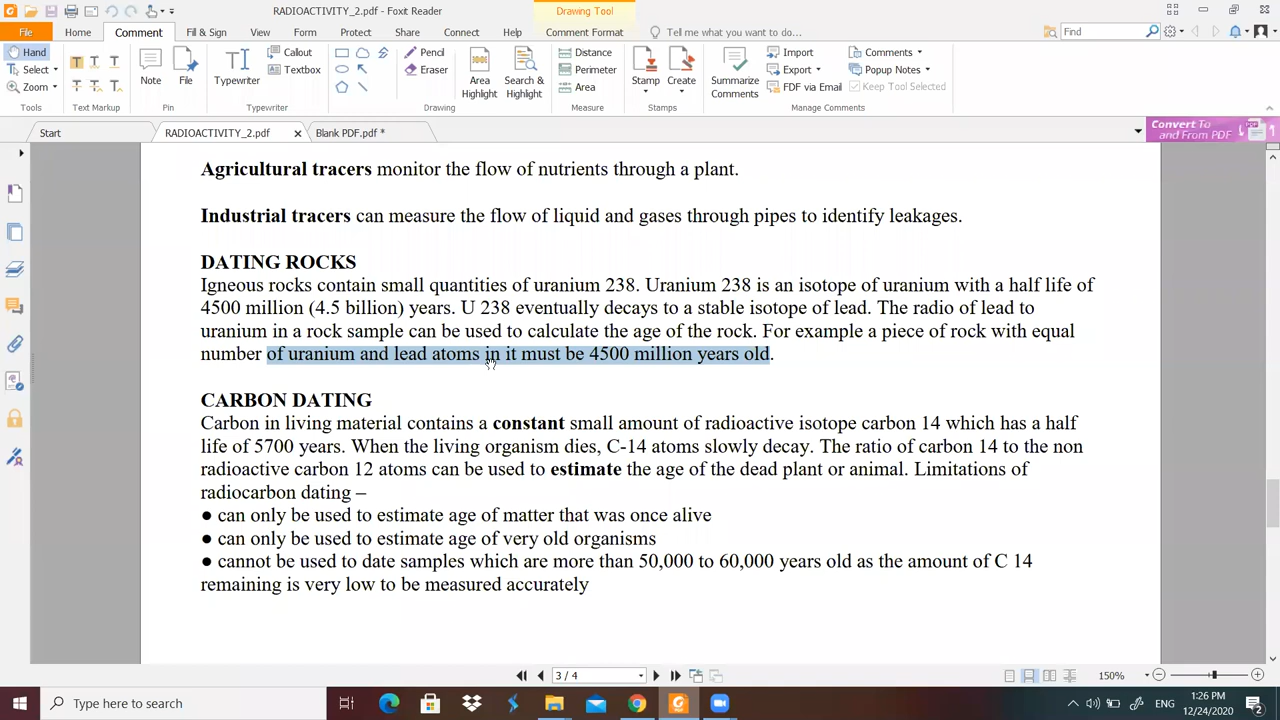 RADIOACTIVITY_2.pdf - Foxit Reader
Drawing Tool
File Home Comment Fill & Sign View Form Protect Share Connect Help Comment Format Tell me what you want to do... Find
Hand
Select
Zoom
Tools
Text Markup
Note
File
Pin
Typewriter
Callout
Textbox
Typewriter
Pencil
Eraser
Drawing
Area Highlight
Search & Highlight
Distance
Perimeter
Area
Measure
Stamp
Create
Stamps
Summarize Comments
Import
Export
FDF via Email
Comments
Popup Notes
Keep Tool Selected
Manage Comments
Start
RADIOACTIVITY_2.pdf
Blank PDF.pdf *
Convert To
and From PDF
Agricultural tracers monitor the flow of nutrients through a plant.
Industrial tracers can measure the flow of liquid and gases through pipes to identify leakages.
DATING ROCKS
Igneous rocks contain small quantities of uranium 238. Uranium 238 is an isotope of uranium with a half life of
4500 million (4.5 billion) years. U 238 eventually decays to a stable isotope of lead. The radio of lead to
uranium in a rock sample can be used to calculate the age of the rock. For example a piece of rock with equal
number of uranium and lead atoms in it must be 4500 million years old.
CARBON DATING
Carbon in living material contains a constant small amount of radioactive isotope carbon 14 which has a half
life of 5700 years. When the living organism dies, C-14 atoms slowly decay. The ratio of carbon 14 to the non
radioactive carbon 12 atoms can be used to estimate the age of the dead plant or animal. Limitations of
radiocarbon dating –
● can only be used to estimate age of matter that was once alive
● can only be used to estimate age of very old organisms
● cannot be used to date samples which are more than 50,000 to 60,000 years old as the amount of C 14
remaining is very low to be measured accurately
3 / 4
150%
Type here to search
ENG
1:26 PM
12/24/2020
2